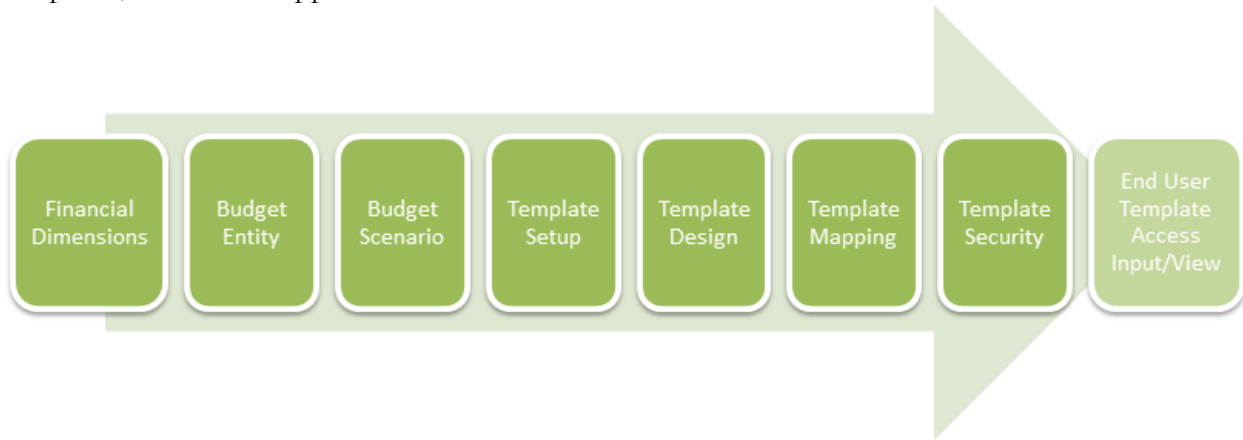 Financial
Dimensions
Budget
Entity
Budget
Scenario
Template
Setup
Template
Design
Template
Mapping
Template
Security
End User
Template
Access
Input/View